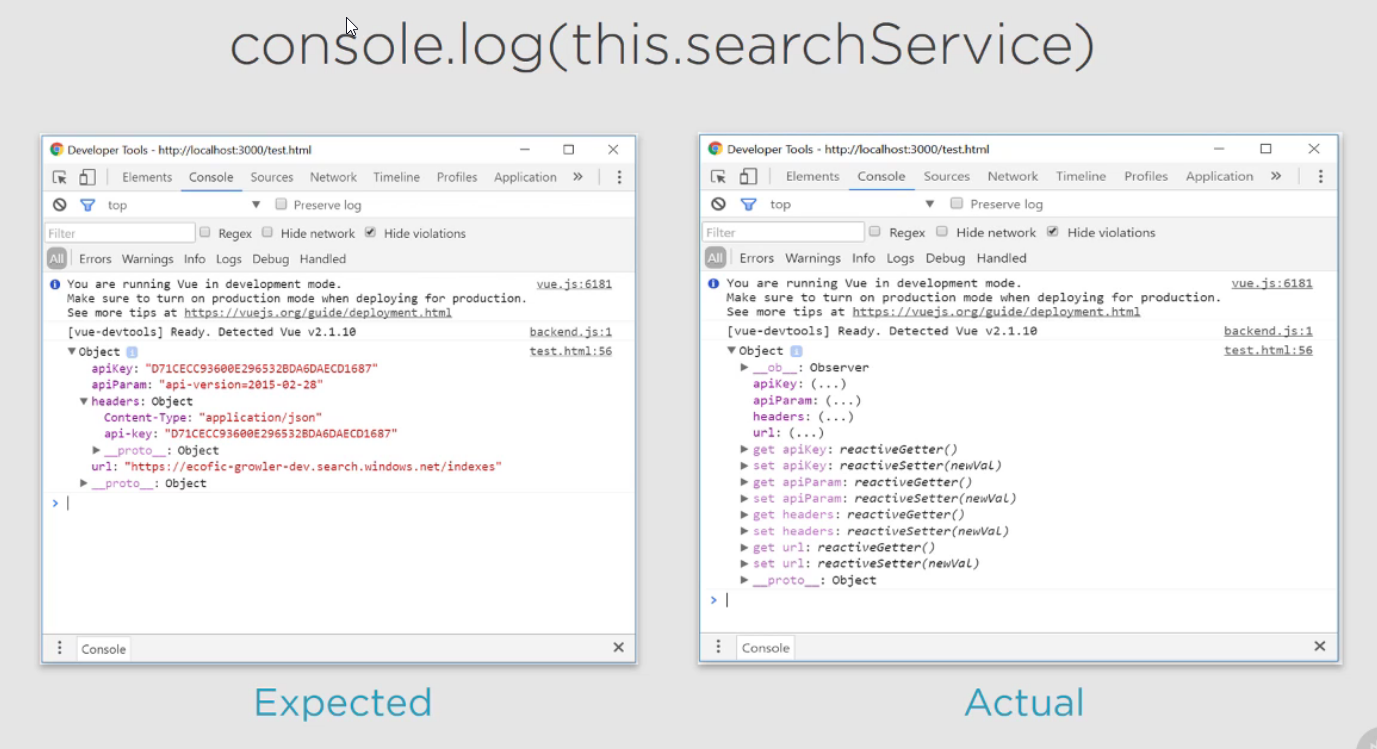 console.log(this.searchService)
Developer Tools - http://localhost:3000/test.html
Elements Console Sources Network Timeline Profiles Application »
top Preserve log
Filter Regex Hide network Hide violations
All Errors Warnings Info Logs Debug Handled
You are running Vue in development mode. vue.js:6181
Make sure to turn on production mode when deploying for production.
See more tips at https://vuejs.org/guide/deployment.html
[vue-devtools] Ready. Detected Vue v2.1.10 backend.js:1
Object test.html:56
apiKey: "D71CECC93600E296532BDA6DAECD1687"
apiParam: "api-version=2015-02-28"
headers: Object
Content-Type: "application/json"
api-key: "D71CECC93600E296532BDA6DAECD1687"
__proto__: Object
url: "https://ecofic-growler-dev.search.windows.net/indexes"
__proto__: Object
>
Console
Expected
Developer Tools - http://localhost:3000/test.html
Elements Console Sources Network Timeline Profiles Application »
top Preserve log
Filter Regex Hide network Hide violations
All Errors Warnings Info Logs Debug Handled
You are running Vue in development mode. vue.js:6181
Make sure to turn on production mode when deploying for production.
See more tips at https://vuejs.org/guide/deployment.html
[vue-devtools] Ready. Detected Vue v2.1.10 backend.js:1
Object test.html:56
__ob__: Observer
apiKey: (...)
apiParam: (...)
headers: (...)
url: (...)
get apiKey: reactiveGetter()
set apiKey: reactiveSetter(newVal)
get apiParam: reactiveGetter()
set apiParam: reactiveSetter(newVal)
get headers: reactiveGetter()
set headers: reactiveSetter(newVal)
get url: reactiveGetter()
set url: reactiveSetter(newVal)
__proto__: Object
>
Console
Actual